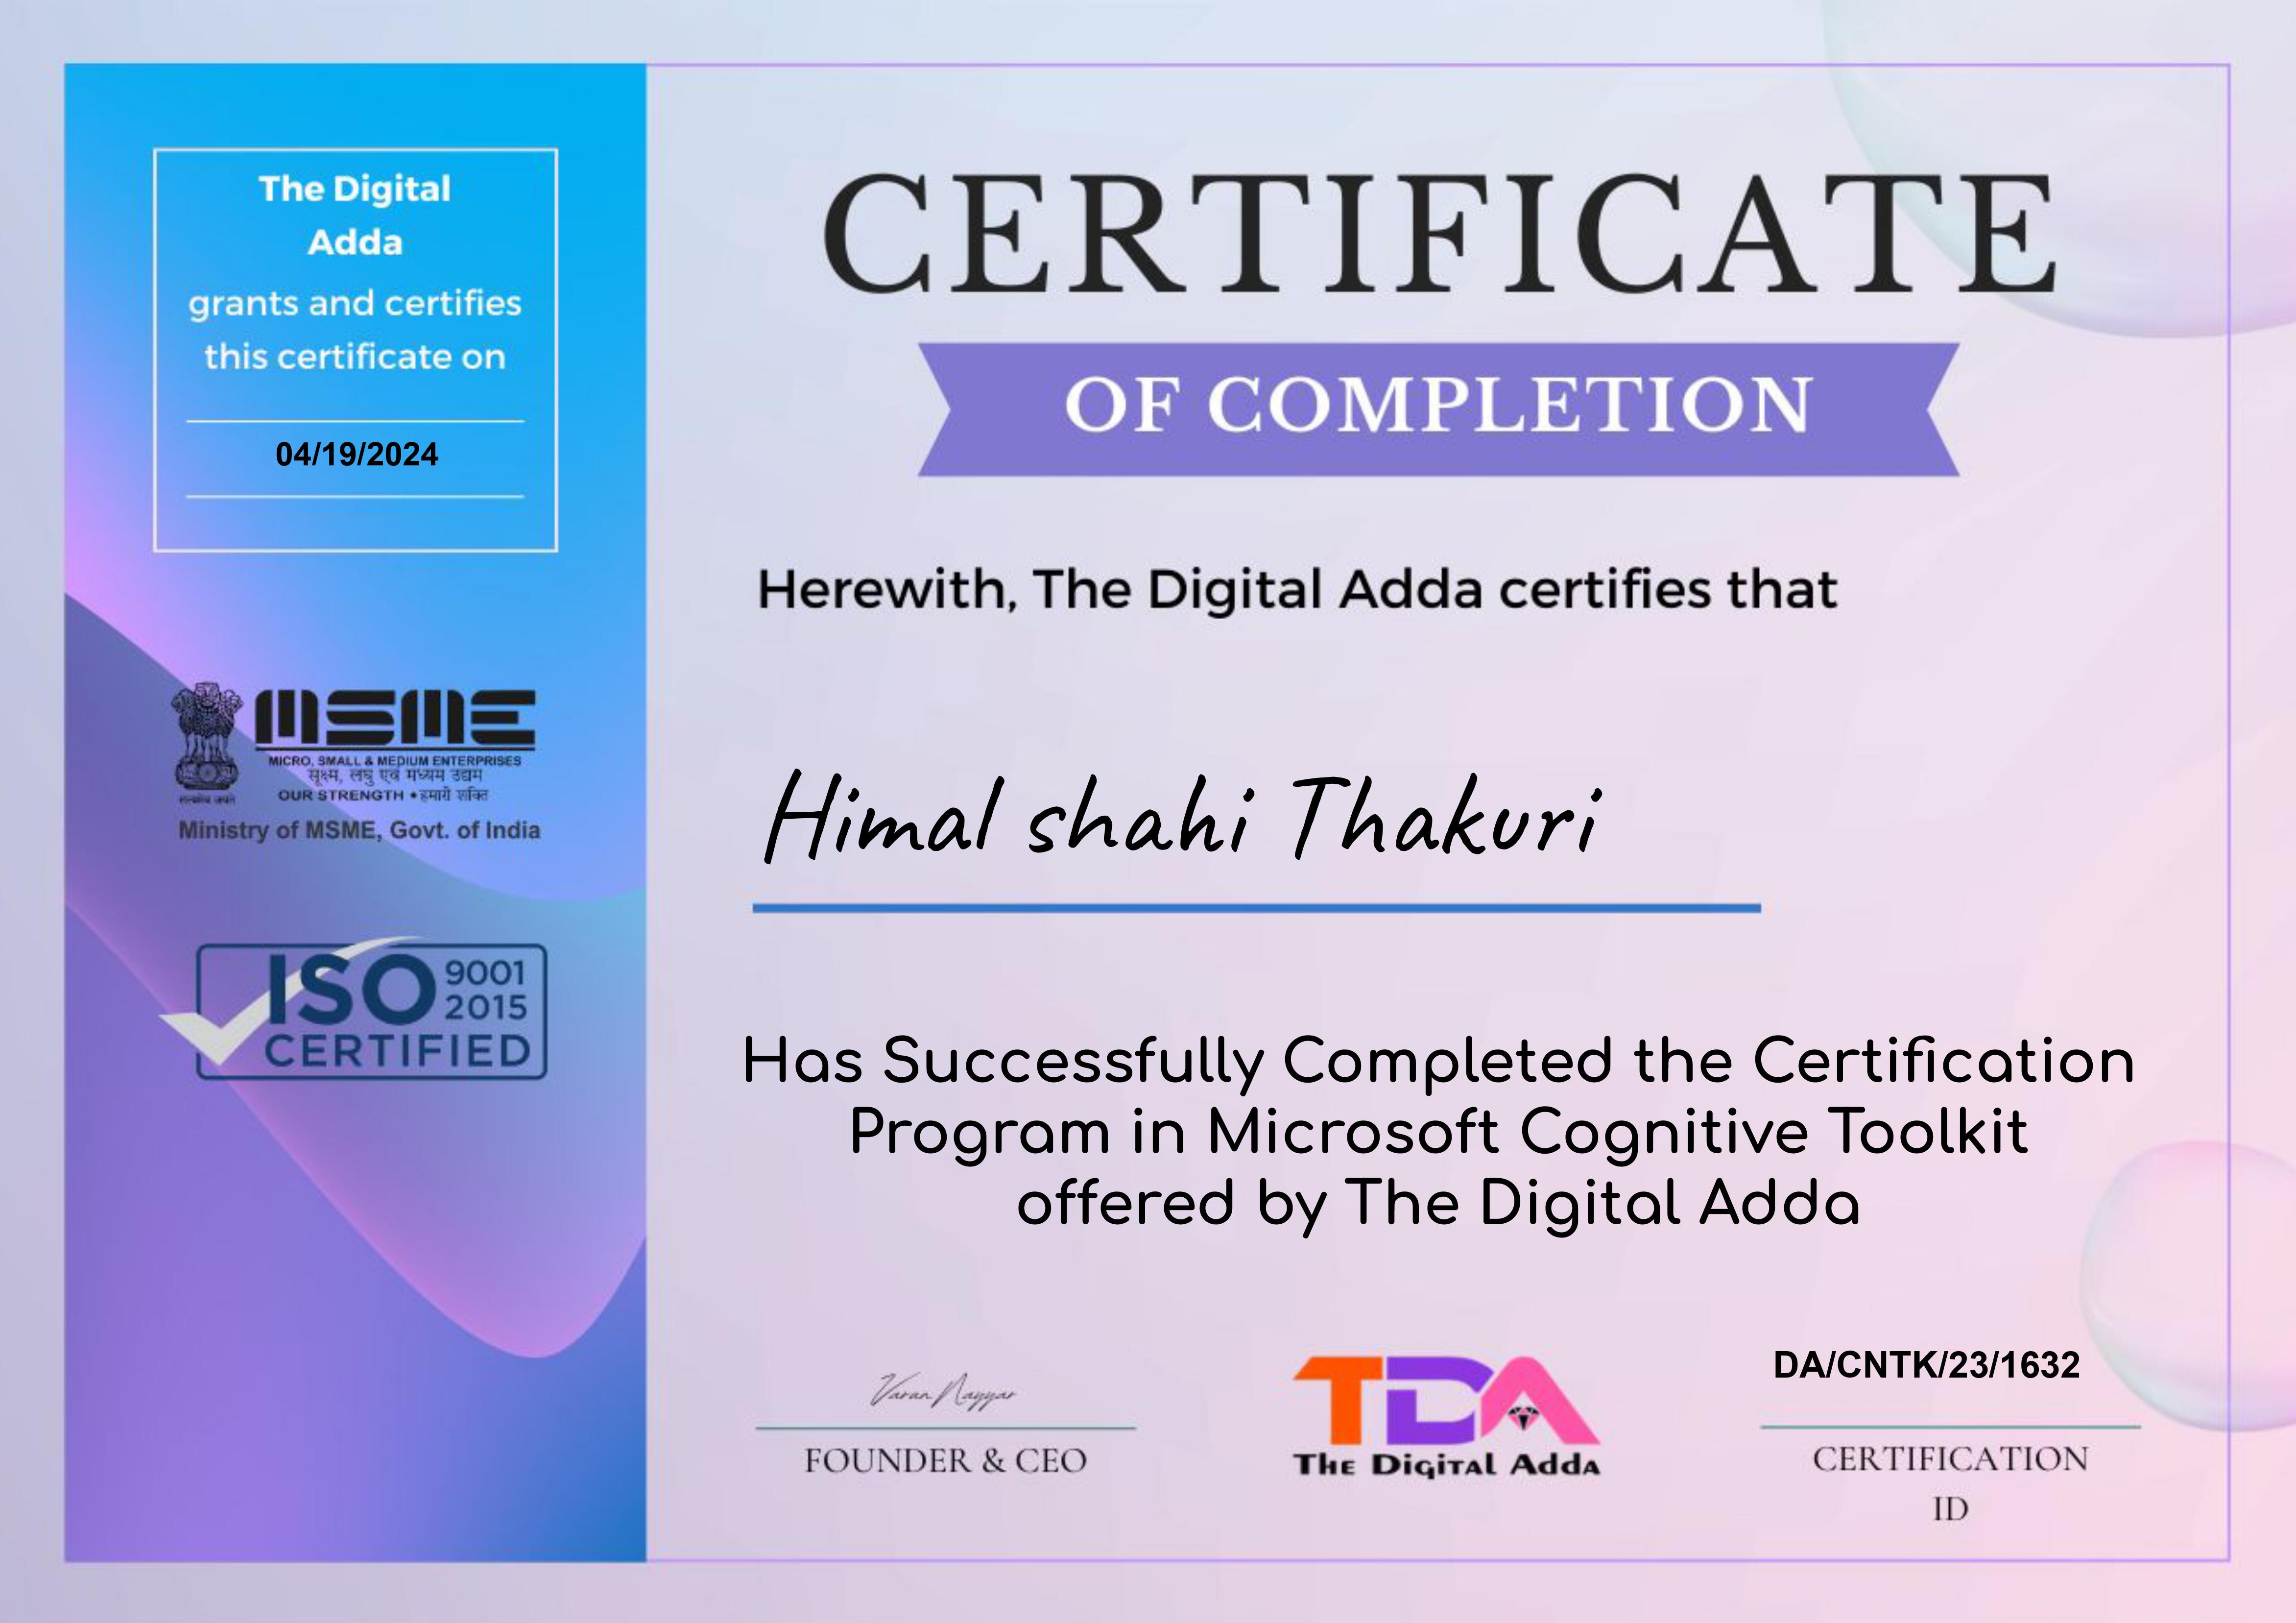 The Digital
Adda
grants and certifies
this certificate on
04/19/2024
MSME
MICRO, SMALL & MEDIUM ENTERPRISES
सूक्ष्म, लघु एवं मध्यम उद्यम
OUR STRENGTH • हमारी शक्ति
सत्यमेव जयते
Ministry of MSME, Govt. of India
ISO 9001
2015
CERTIFIED
CERTIFICATE
OF COMPLETION
Herewith, The Digital Adda certifies that
Himal shahi Thakuri
Has Successfully Completed the Certification
Program in Microsoft Cognitive Toolkit
offered by The Digital Adda
Varun Nayyar
FOUNDER & CEO
TDA
The Digital Adda
DA/CNTK/23/1632
CERTIFICATION
ID